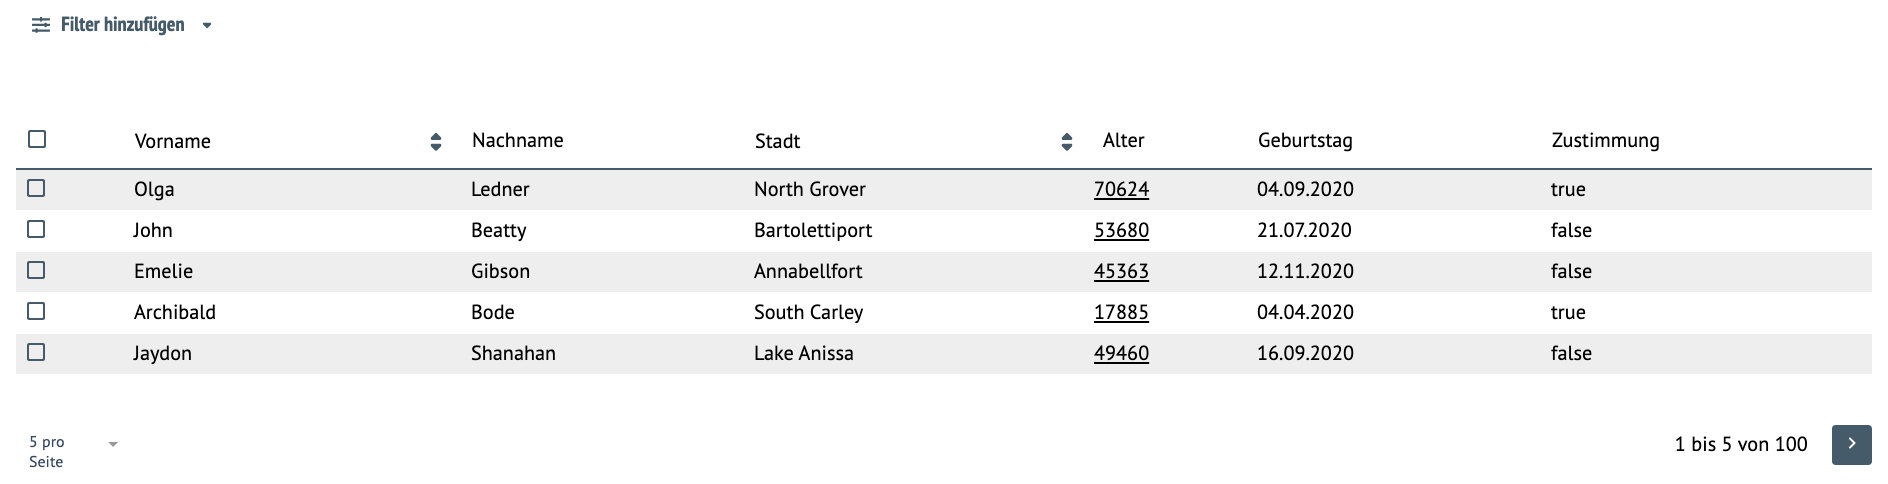 Filter hinzufügen
Vorname Nachname Stadt Alter Geburtstag Zustimmung
Olga Ledner North Grover 70624 04.09.2020 true
John Beatty Bartolettiport 53680 21.07.2020 false
Emelie Gibson Annabellfort 45363 12.11.2020 false
Archibald Bode South Carley 17885 04.04.2020 true
Jaydon Shanahan Lake Anissa 49460 16.09.2020 false
5 pro
Seite
1 bis 5 von 100